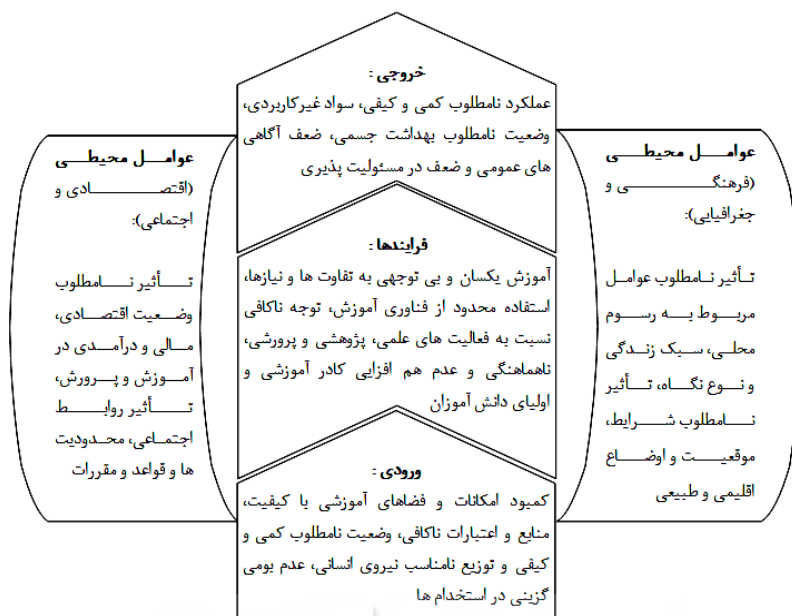 خروجی :
عملکرد نامطلوب کمی و کیفی، سواد غیرکاربردی،
وضعیت نامطلوب بهداشت جسمی، ضعف آگاهی
های عمومی و ضعف در مسئولیت پذیری
عوامل محیطی
(فرهنگی و
جغرافیایی):
تأثیر نامطلوب عوامل
مربوط به رسوم
محلی، سبک زندگی
و نوع نگاه، تأثیر
نامطلوب شرایط،
موقعیت و اوضاع
اقلیمی و طبیعی
فرایندها :
آموزش یکسان و بی توجهی به تفاوت ها و نیازها،
استفاده محدود از فناوری آموزش، توجه ناکافی
نسبت به فعالیت های علمی، پژوهشی و پرورشی،
ناهماهنگی و عدم هم افزایی کادر آموزشی و
اولیای دانش آموزان
عوامل محیطی
(اقتصادی و
اجتماعی):
تأثیر نامطلوب
وضعیت اقتصادی،
مالی و درآمدی در
آموزش و پرورش،
تأثیر روابط
اجتماعی، محدودیت
ها و قواعد و مقررات
ورودی :
کمبود امکانات و فضاهای آموزشی با کیفیت،
منابع و اعتبارات ناکافی، وضعیت نامطلوب کمی و
کیفی و توزیع نامناسب نیروی انسانی، عدم بومی
گزینی در استخدام ها